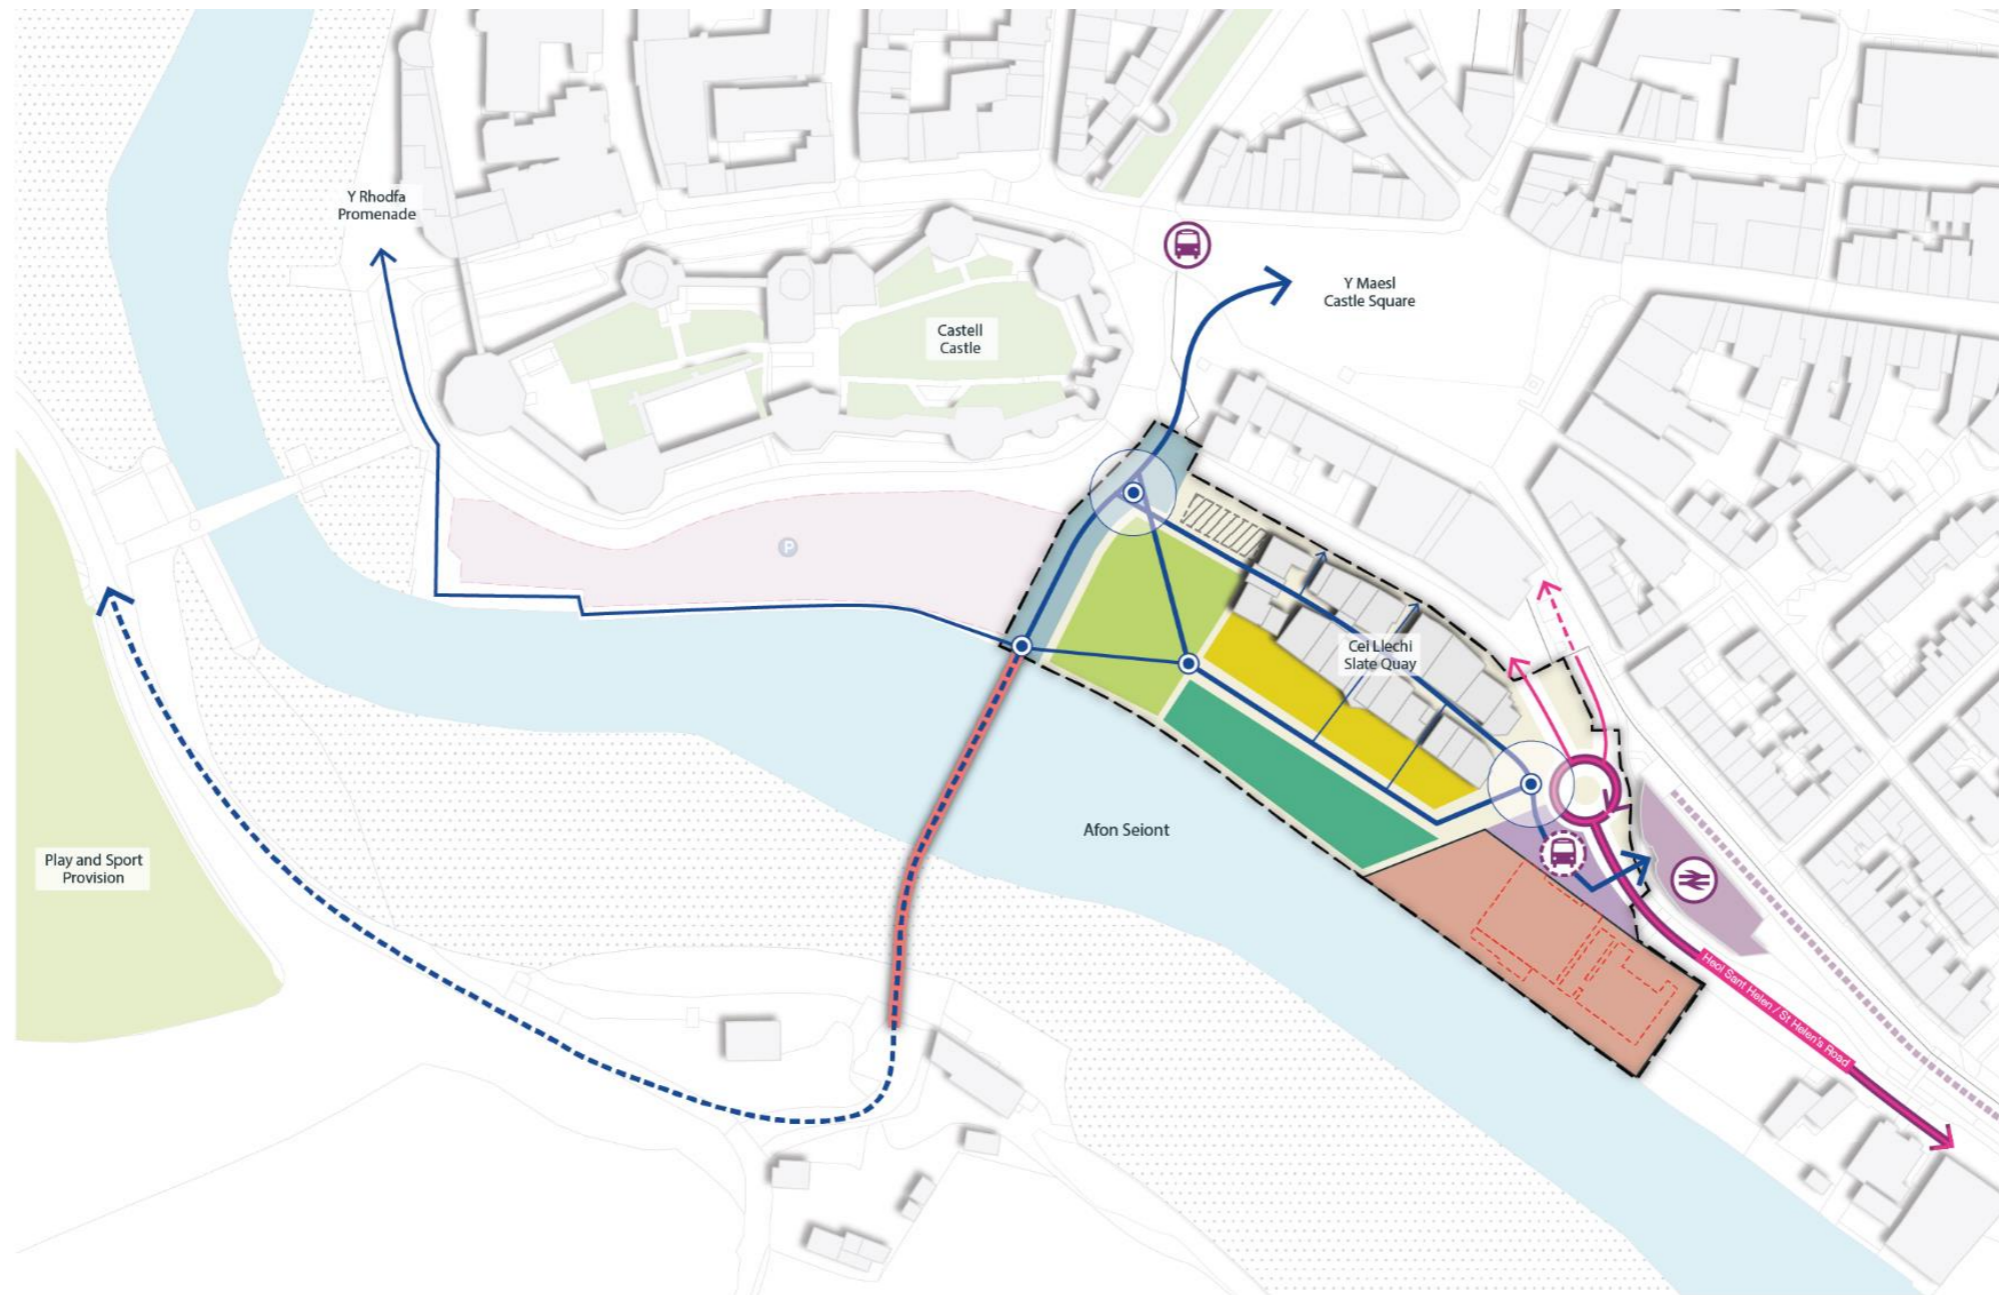 Y Rhodfa
Promenade
Y Maesl
Castle Square
Castell
Castle
P
Cei Llechi
Slate Quay
Afon Seiont
Play and Sport
Provision
Heol Sant Helen / St Helen's Road